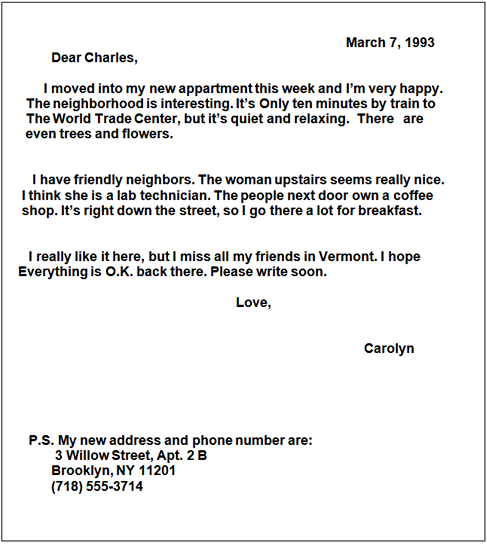 March 7, 1993
Dear Charles,
I moved into my new appartment this week and I'm very happy.
The neighborhood is interesting. It's Only ten minutes by train to
The World Trade Center, but it's quiet and relaxing. There are
even trees and flowers.
I have friendly neighbors. The woman upstairs seems really nice.
I think she is a lab technician. The people next door own a coffee
shop. It's right down the street, so I go there a lot for breakfast.
I really like it here, but I miss all my friends in Vermont. I hope
Everything is O.K. back there. Please write soon.
Love,
Carolyn
P.S. My new address and phone number are:
3 Willow Street, Apt. 2 B
Brooklyn, NY 11201
(718) 555-3714